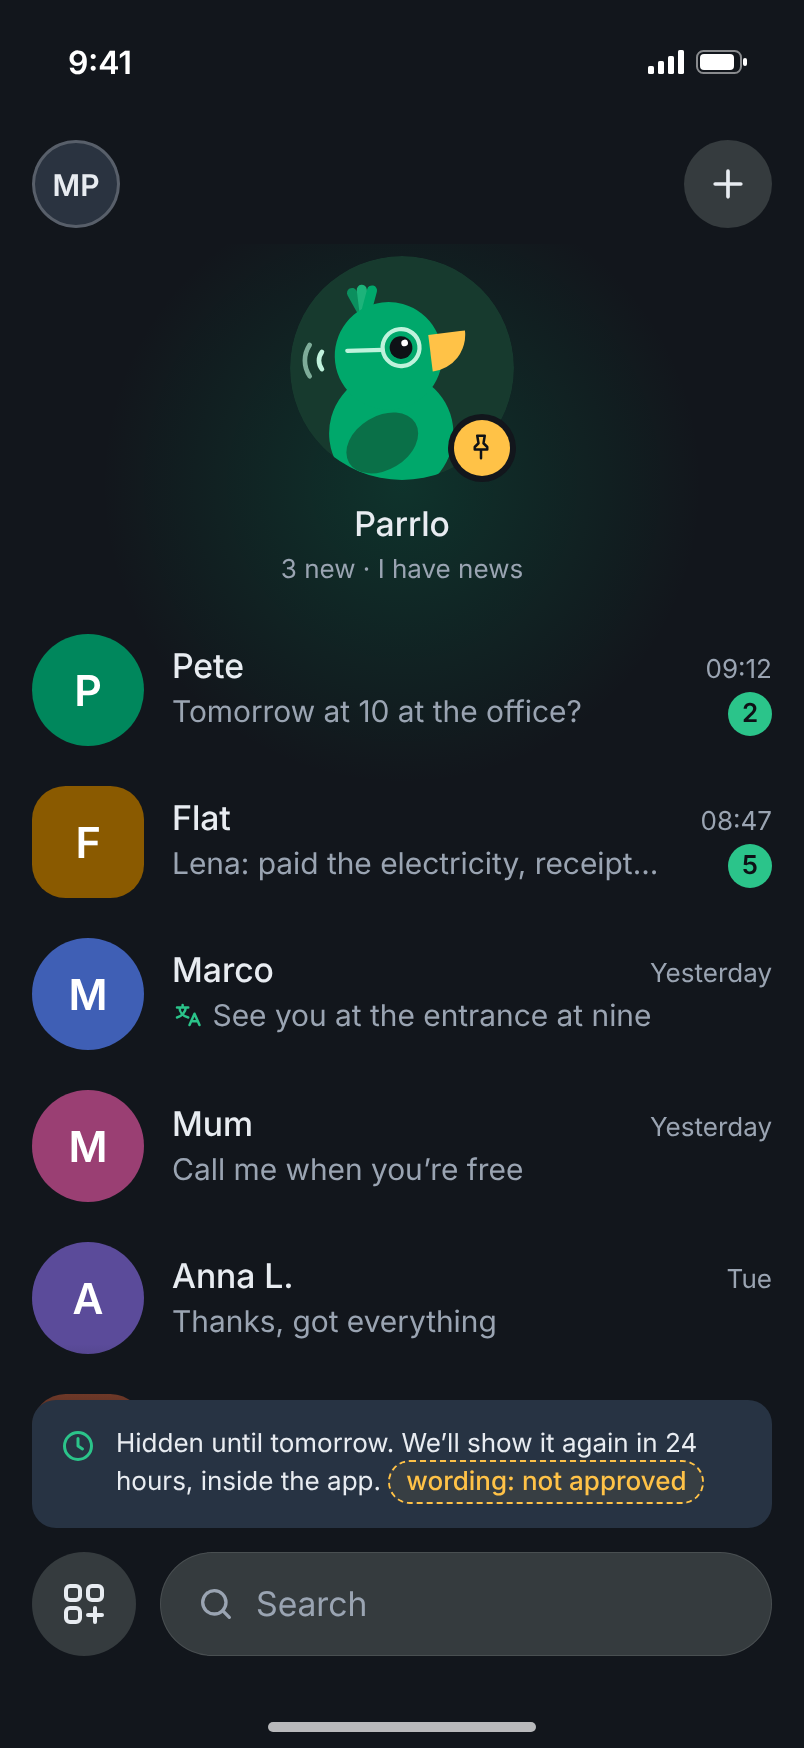 9:41
MP
Parrlo
3 new · I have news
P
Pete
09:12
Tomorrow at 10 at the office?
2
F
Flat
08:47
Lena: paid the electricity, receipt...
5
M
Marco
Yesterday
See you at the entrance at nine
M
Mum
Yesterday
Call me when you’re free
A
Anna L.
Tue
Thanks, got everything
Hidden until tomorrow. We’ll show it again in 24
hours, inside the app. wording: not approved
Search